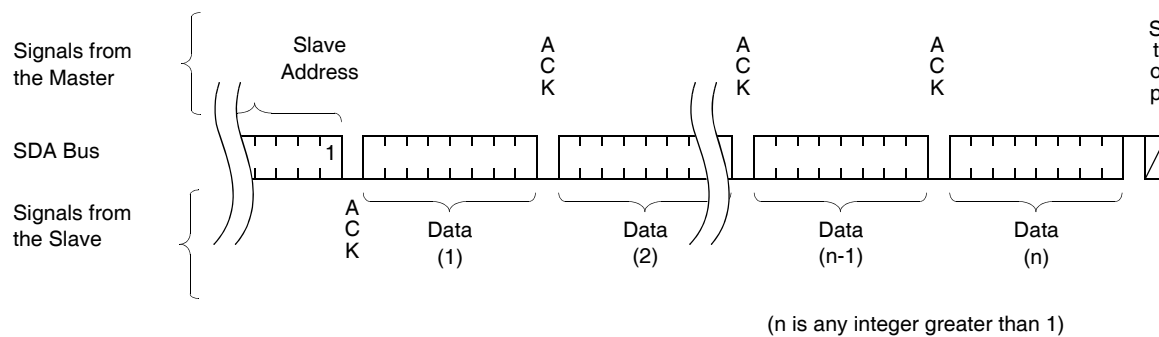 Signals from
the Master
Slave
Address
A
C
K
A
C
K
A
C
K
S
t
o
p
SDA Bus
1
Signals from
the Slave
A
C
K
Data
(1)
Data
(2)
Data
(n-1)
Data
(n)
(n is any integer greater than 1)